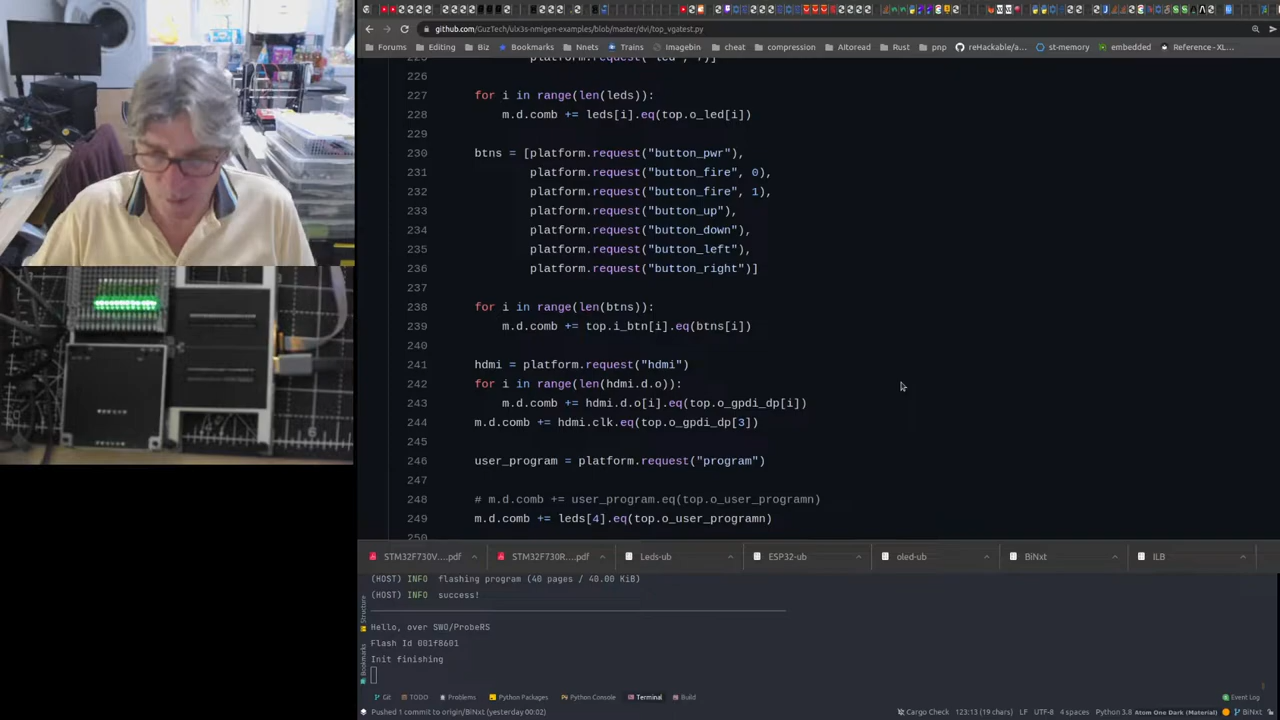 github.com/GuzTech/ulx3s-nmigen-examples/blob/master/dvi/top_vgatest.py
Forums Editing Biz Bookmarks Nnets Trains Imagebin cheat compression AItoread Rust pnp reHackable/a... st-memory embedded Reference - XL...
226
227 for i in range(len(leds)):
228 m.d.comb += leds[i].eq(top.o_led[i])
229
230 btns = [platform.request("button_pwr"),
231 platform.request("button_fire", 0),
232 platform.request("button_fire", 1),
233 platform.request("button_up"),
234 platform.request("button_down"),
235 platform.request("button_left"),
236 platform.request("button_right")]
237
238 for i in range(len(btns)):
239 m.d.comb += top.i_btn[i].eq(btns[i])
240
241 hdmi = platform.request("hdmi")
242 for i in range(len(hdmi.d.o)):
243 m.d.comb += hdmi.d.o[i].eq(top.o_gpdi_dp[i])
244 m.d.comb += hdmi.clk.eq(top.o_gpdi_dp[3])
245
246 user_program = platform.request("program")
247
248 # m.d.comb += user_program.eq(top.o_user_programn)
249 m.d.comb += leds[4].eq(top.o_user_programn)
250
STM32F730V....pdf STM32F730R....pdf Leds-ub ESP32-ub oled-ub BiNxt ILB
(HOST) INFO flashing program (40 pages / 40.00 KiB)
(HOST) INFO success!
Hello, over SWO/ProbeRS
Flash Id 001f8601
Init finishing
Structure
Bookmarks
Git TODO Problems Python Packages Python Console Terminal Build Event Log
Pushed 1 commit to origin/BiNxt (yesterday 00:02) Cargo Check 123:13 (19 chars) LF UTF-8 4 spaces Python 3.8 Atom One Dark (Material) BiNxt